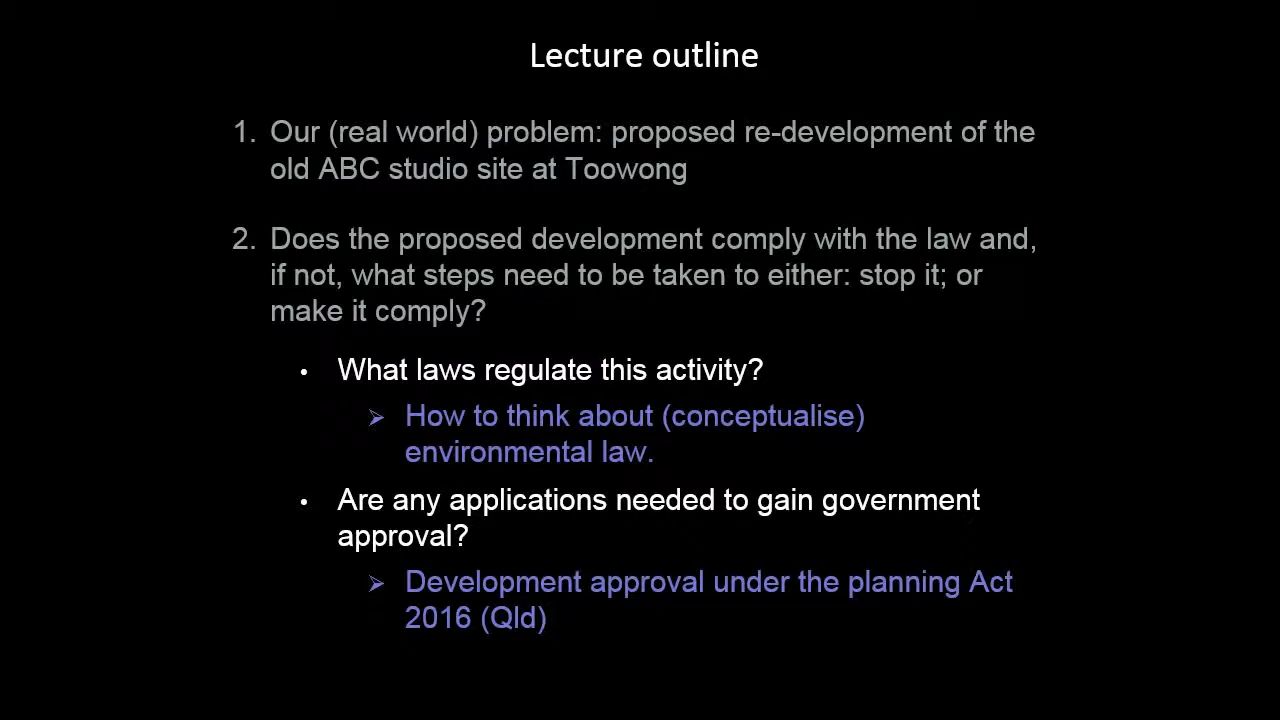 Lecture outline
1. Our (real world) problem: proposed re-development of the
old ABC studio site at Toowong
2. Does the proposed development comply with the law and,
if not, what steps need to be taken to either: stop it; or
make it comply?
• What laws regulate this activity?
➢ How to think about (conceptualise)
environmental law.
• Are any applications needed to gain government
approval?
➢ Development approval under the planning Act
2016 (Qld)